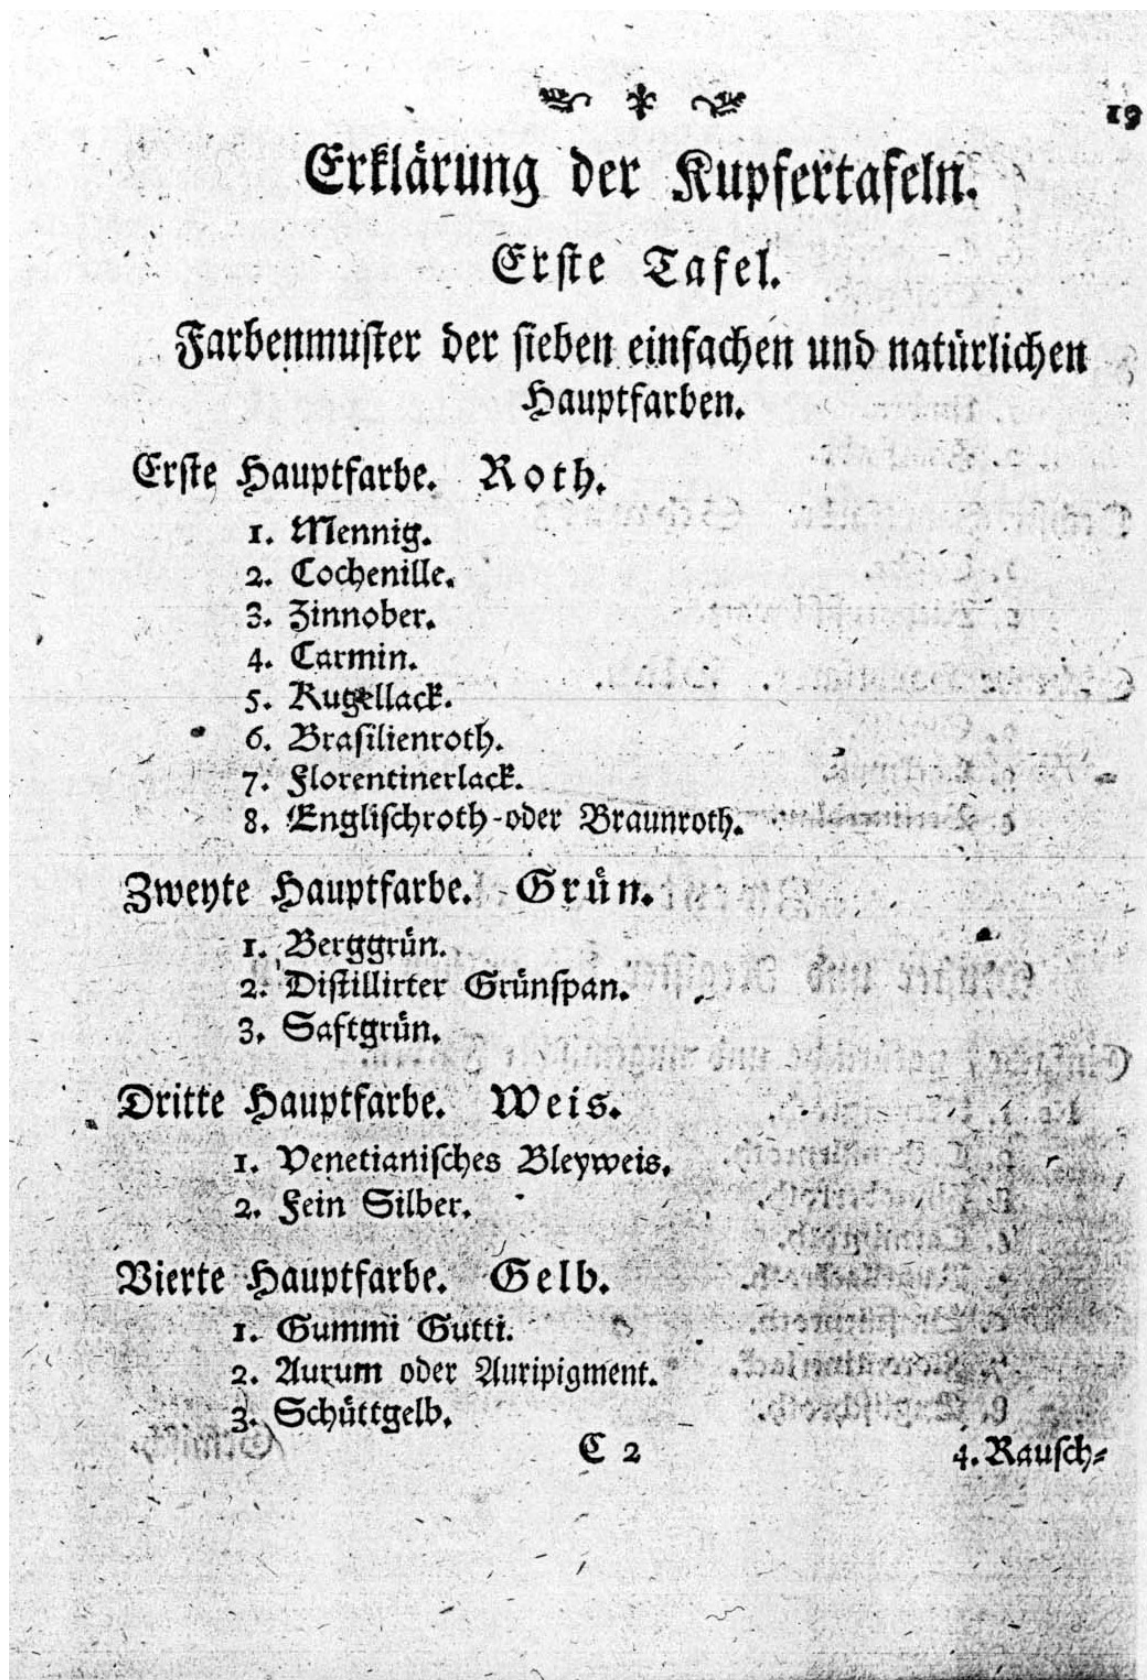 19
Erklärung der Kupfertafeln.
Erste Tafel.
Farbenmuster der sieben einfachen und natürlichen
Hauptfarben.
Erste Hauptfarbe. Roth.
1. Mennig.
2. Cochenille.
3. Zinnober.
4. Carmin.
5. Kugellack.
6. Brasilienroth.
7. Florentinerlack.
8. Englischroth-oder Braunroth.
Zweyte Hauptfarbe. Grün.
1. Berggrün.
2. Distillirter Grünspan.
3. Saftgrün.
Dritte Hauptfarbe. Weis.
1. Venetianisches Bleyweis.
2. Fein Silber.
Vierte Hauptfarbe. Gelb.
1. Gummi Gutti.
2. Aurum oder Auripigment.
3. Schüttgelb.
C 2 4. Rausch-